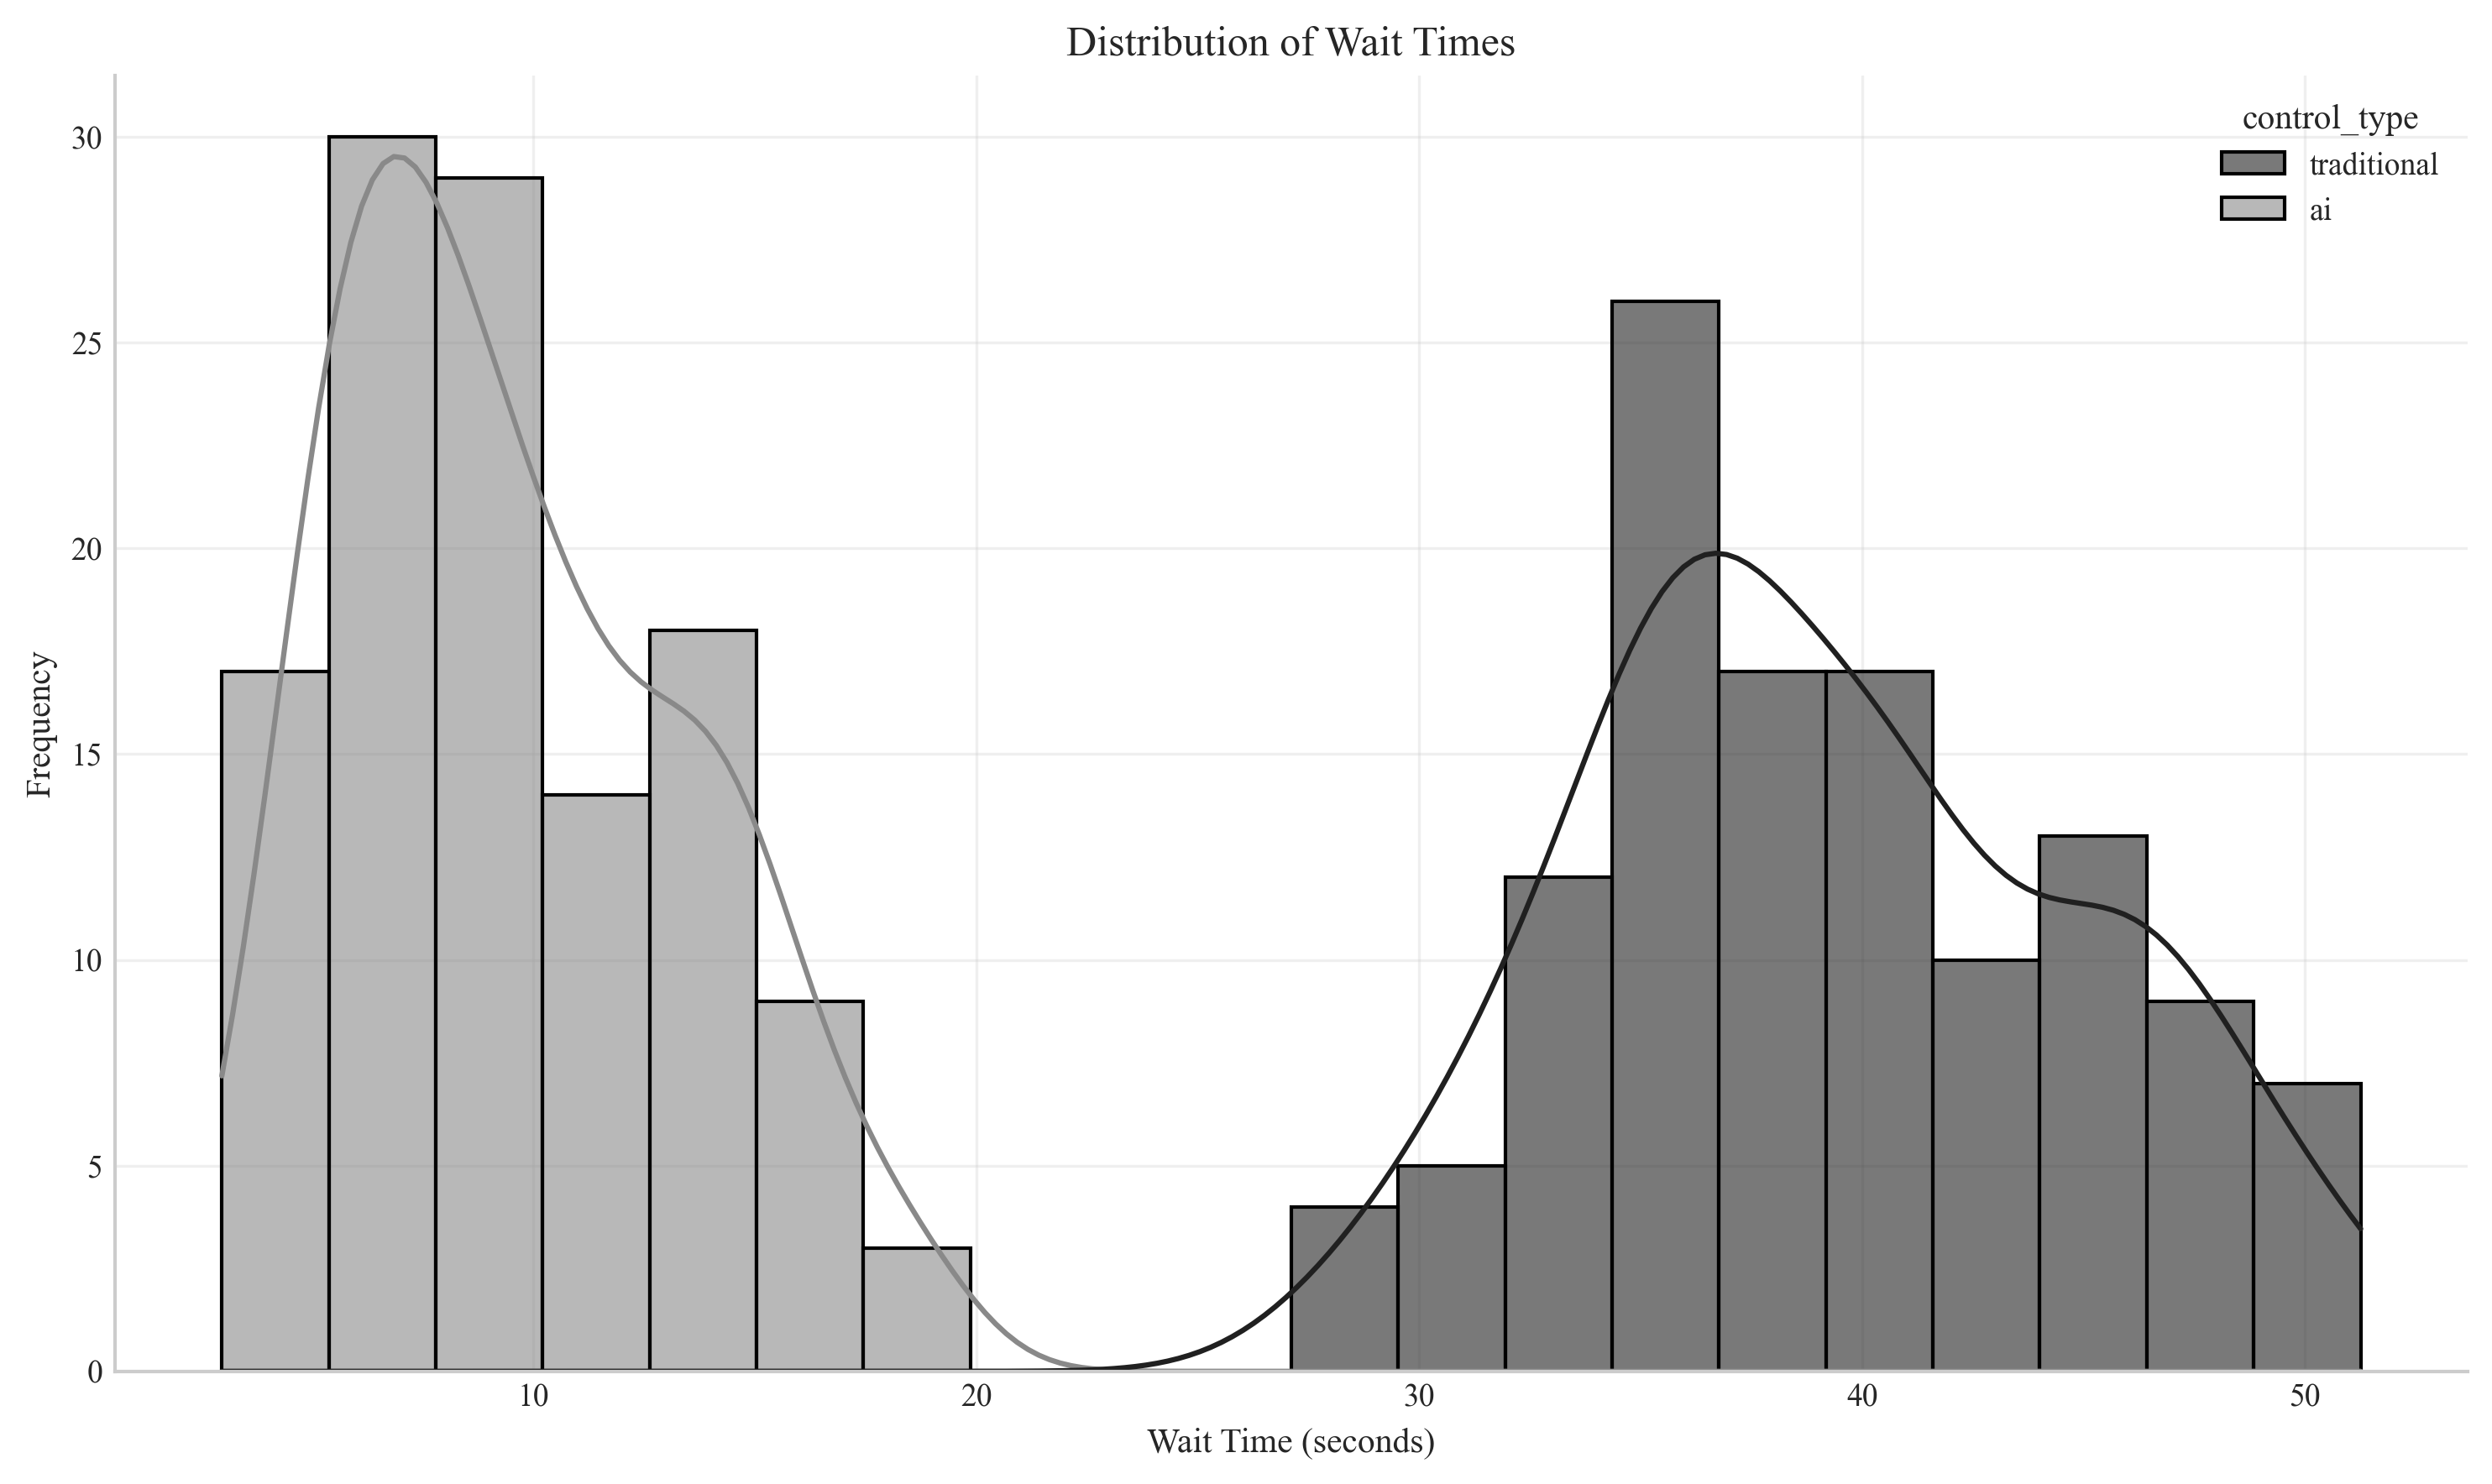 Distribution of Wait Times
control_type
traditional
ai
Frequency
30
25
20
15
10
5
0
10 20 30 40 50
Wait Time (seconds)